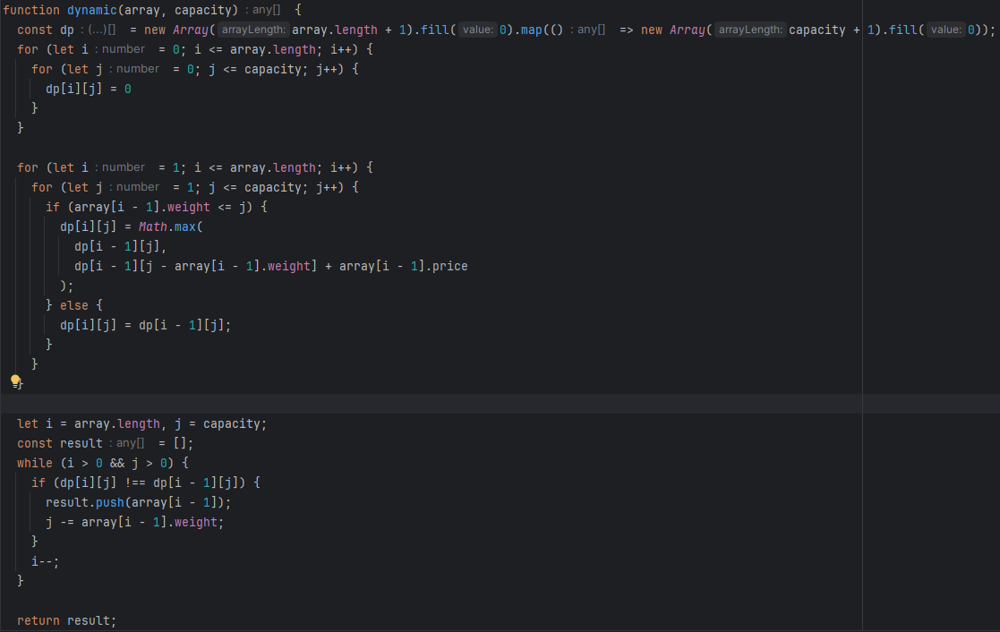 function dynamic(array, capacity) : any[] {
  const dp : (...)[] = new Array( arrayLength: array.length + 1).fill( value: 0).map(() : any[] => new Array( arrayLength: capacity + 1).fill( value: 0));
  for (let i : number = 0; i <= array.length; i++) {
    for (let j : number = 0; j <= capacity; j++) {
      dp[i][j] = 0
    }
  }
  for (let i : number = 1; i <= array.length; i++) {
    for (let j : number = 1; j <= capacity; j++) {
      if (array[i - 1].weight <= j) {
        dp[i][j] = Math.max(
          dp[i - 1][j],
          dp[i - 1][j - array[i - 1].weight] + array[i - 1].price
        );
      } else {
        dp[i][j] = dp[i - 1][j];
      }
    }
  }
  let i = array.length, j = capacity;
  const result : any[] = [];
  while (i > 0 && j > 0) {
    if (dp[i][j] !== dp[i - 1][j]) {
      result.push(array[i - 1]);
      j -= array[i - 1].weight;
    }
    i--;
  }
  return result;